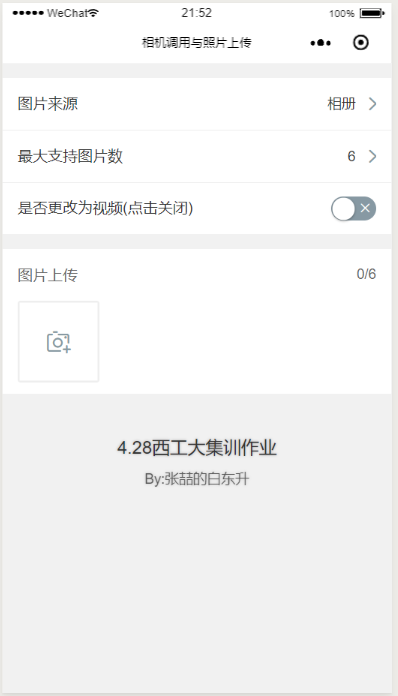 WeChat 21:52 100%
相机调用与照片上传
图片来源 相册
最大支持图片数 6
是否更改为视频(点击关闭)
图片上传 0/6
4.28西工大集训作业
By:张喆的白东升